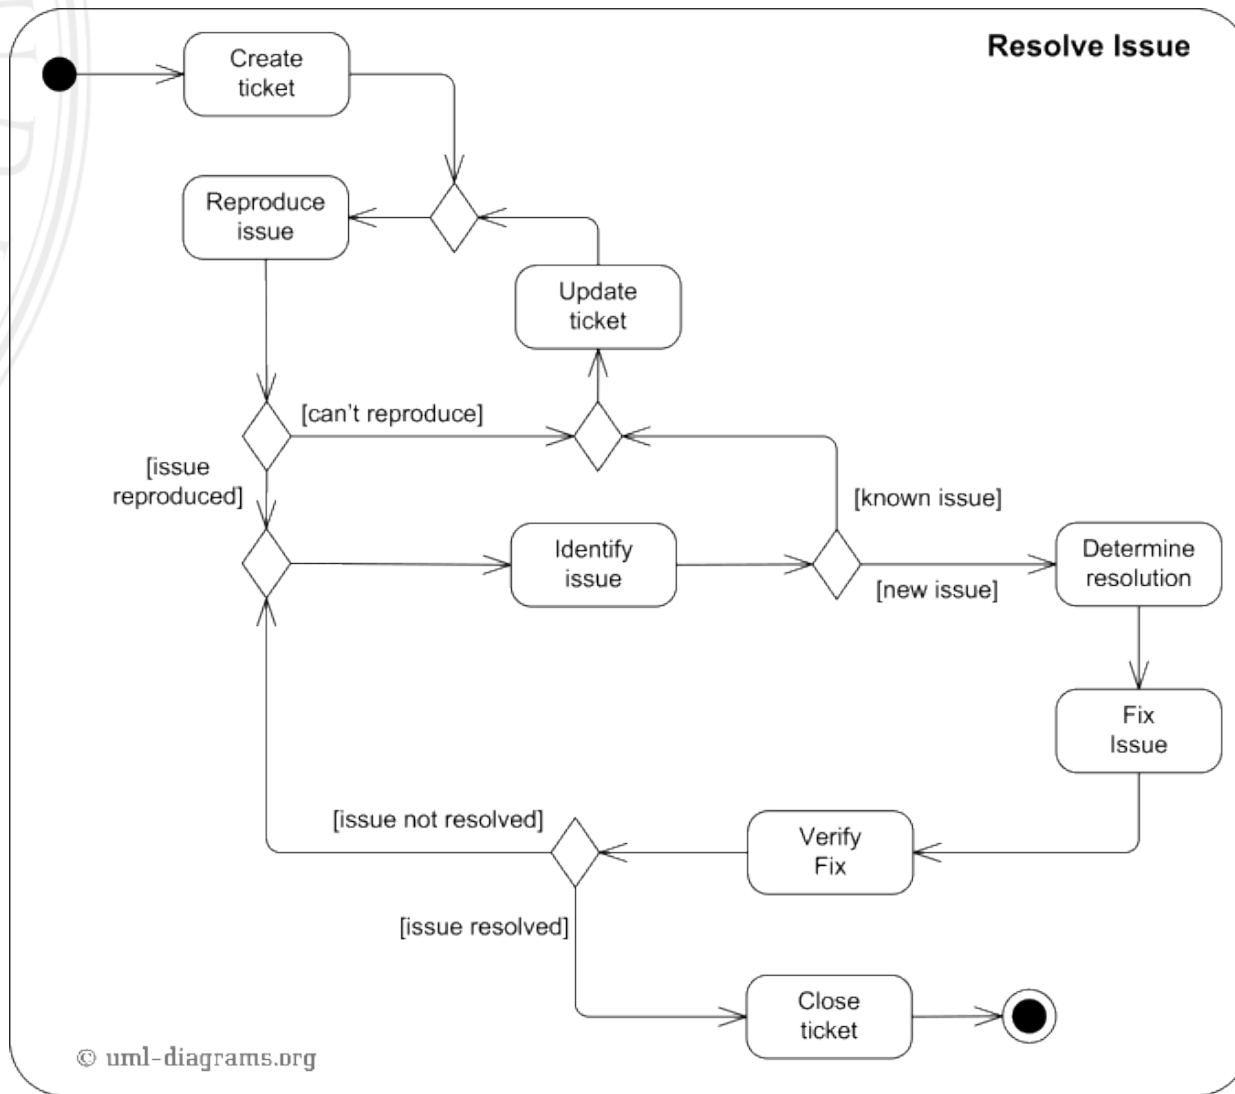 Resolve Issue
Create
ticket
Reproduce
issue
Update
ticket
[can't reproduce]
[issue
reproduced]
[known issue]
Identify
issue
Determine
resolution
[new issue]
Fix
Issue
[issue not resolved]
Verify
Fix
[issue resolved]
Close
ticket
© uml-diagrams.org